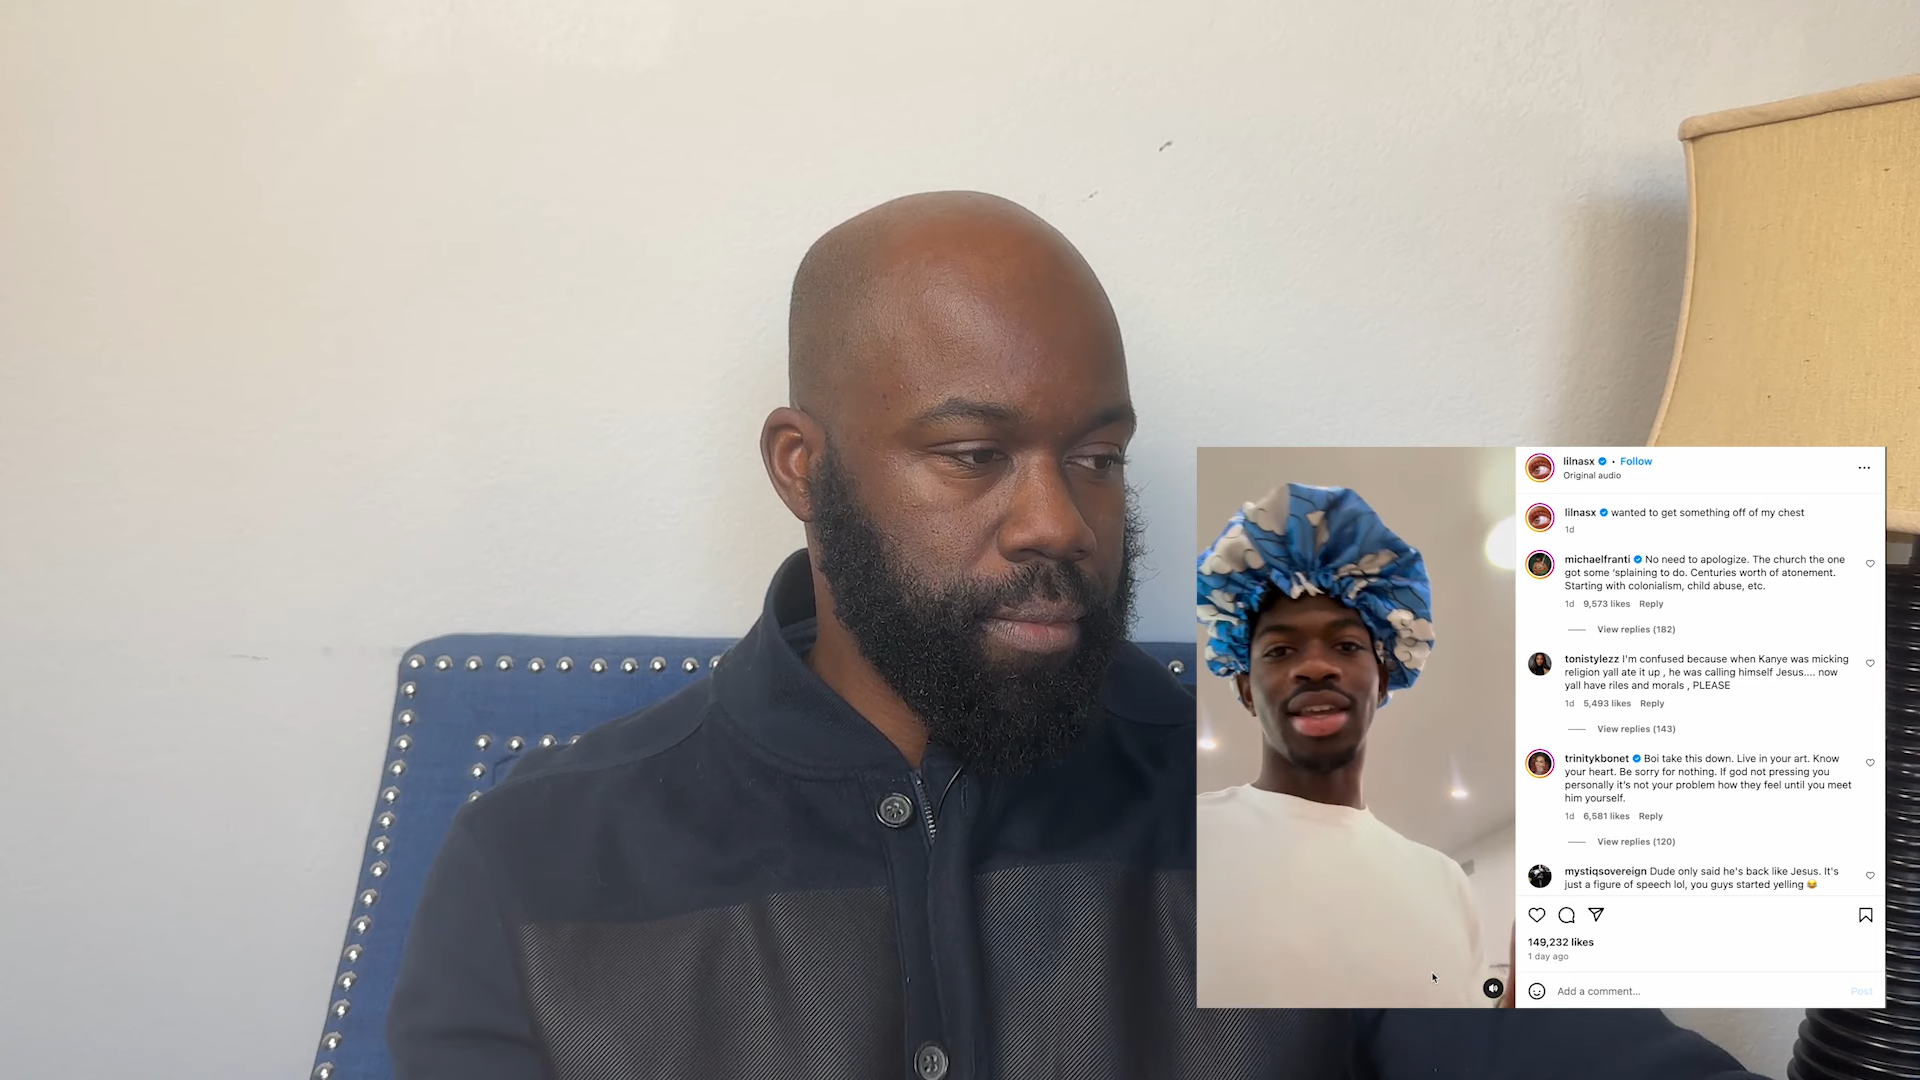 lilnasx • Follow
Original audio
lilnasx wanted to get something off of my chest
1d
michaelfranti No need to apologize. The church the one
got some 'splaining to do. Centuries worth of atonement.
Starting with colonialism, child abuse, etc.
1d 9,573 likes Reply
View replies (182)
tonistylezz I'm confused because when Kanye was micking
religion yall ate it up , he was calling himself Jesus.... now
yall have riles and morals , PLEASE
1d 5,493 likes Reply
View replies (143)
trinitykbonet Boi take this down. Live in your art. Know
your heart. Be sorry for nothing. If god not pressing you
personally it's not your problem how they feel until you meet
him yourself.
1d 6,581 likes Reply
View replies (120)
mystiqsovereign Dude only said he's back like Jesus. It's
just a figure of speech lol, you guys started yelling 😂
149,232 likes
1 day ago
Add a comment...
Post